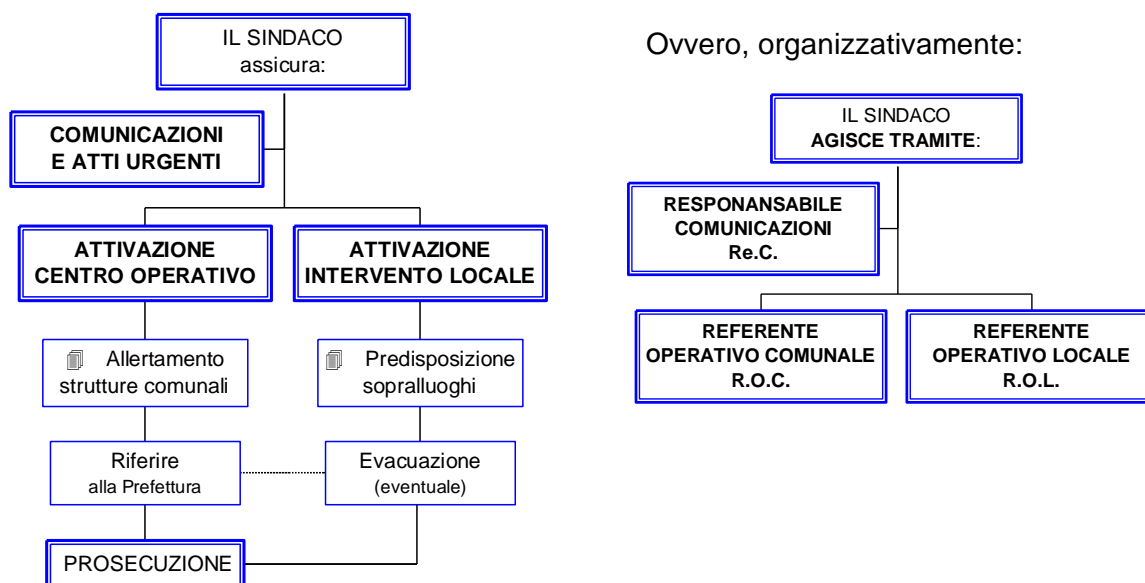 IL SINDACO
assicura:
COMUNICAZIONI
E ATTI URGENTI
ATTIVAZIONE
CENTRO OPERATIVO
ATTIVAZIONE
INTERVENTO LOCALE
Allertamento
strutture comunali
Predisposizione
sopralluoghi
Riferire
alla Prefettura
Evacuazione
(eventuale)
PROSECUZIONE
Ovvero, organizzativamente:
IL SINDACO
AGISCE TRAMITE:
RESPONANSABILE
COMUNICAZIONI
Re.C.
REFERENTE
OPERATIVO COMUNALE
R.O.C.
REFERENTE
OPERATIVO LOCALE
R.O.L.